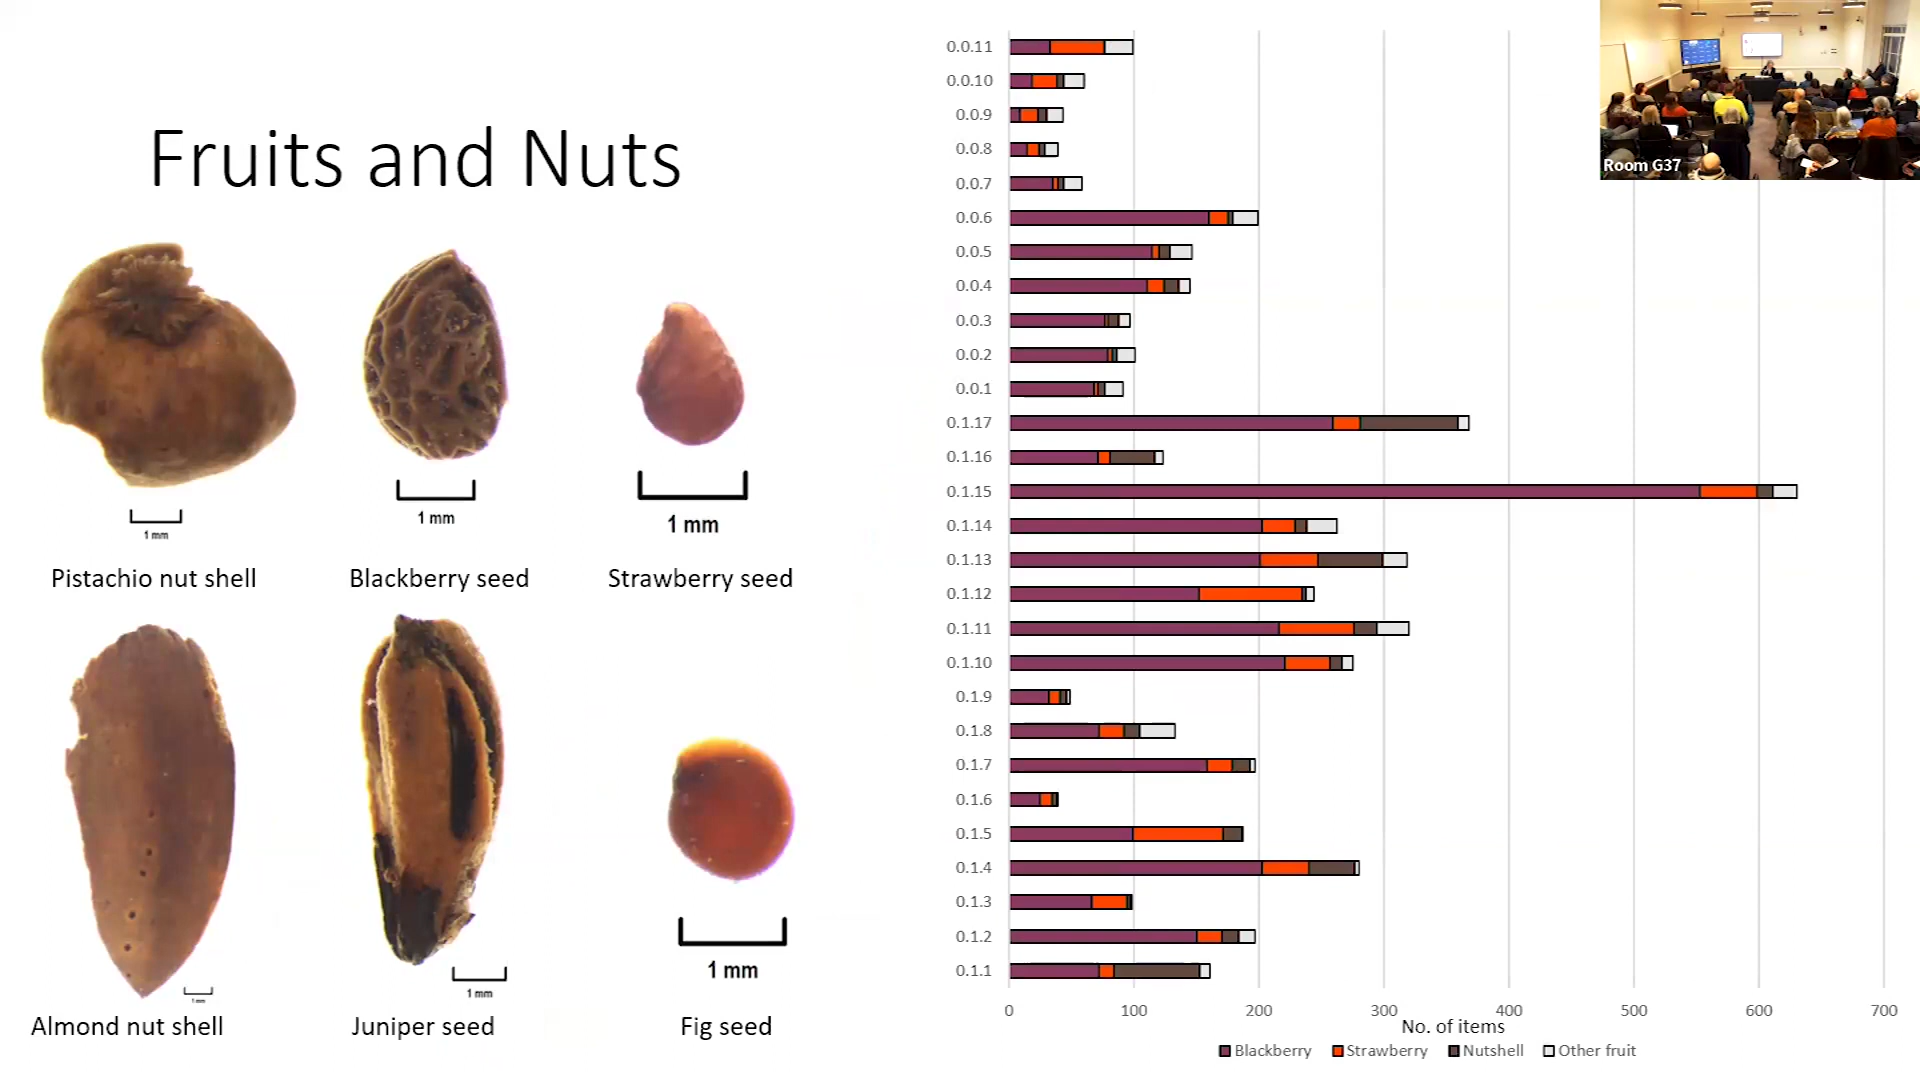 Fruits and Nuts
1 mm
1 mm
1 mm
Pistachio nut shell
Blackberry seed
Strawberry seed
1 mm
1 mm
1 mm
Almond nut shell
Juniper seed
Fig seed
0.0.11
0.0.10
0.0.9
0.0.8
0.0.7
0.0.6
0.0.5
0.0.4
0.0.3
0.0.2
0.0.1
0.1.17
0.1.16
0.1.15
0.1.14
0.1.13
0.1.12
0.1.11
0.1.10
0.1.9
0.1.8
0.1.7
0.1.6
0.1.5
0.1.4
0.1.3
0.1.2
0.1.1
0 100 200 300 400 500 600 700
No. of items
Blackberry Strawberry Nutshell Other fruit
Room G37